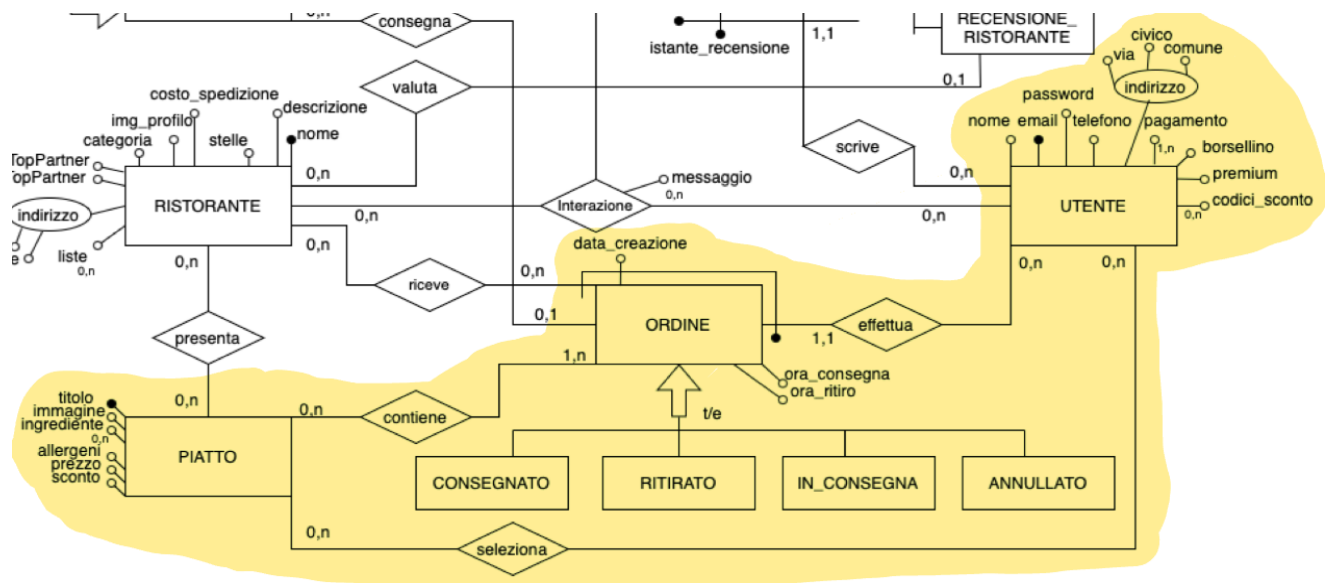 0,n
consegna
0,n
istante_recensione
1,1
RECENSIONE_
RISTORANTE
valuta
0,1
costo_spedizione
descrizione
img_profilo
nome
categoria
stelle
TopPartner
TopPartner
RISTORANTE
indirizzo
e
liste
0,n
0,n
0,n
0,n
0,n
scrive
0,n
messaggio
0,n
Interazione
0,n
civico
via
comune
indirizzo
password
nome
email
telefono
pagamento
1,n
borsellino
premium
codici_sconto
0,n
UTENTE
0,n
0,n
data_creazione
riceve
0,n
0,1
ORDINE
1,n
effettua
1,1
ora_consegna
ora_ritiro
presenta
0,n
titolo
immagine
ingrediente
0,n
allergeni
prezzo
sconto
PIATTO
0,n
contiene
t/e
CONSEGNATO
RITIRATO
IN_CONSEGNA
ANNULLATO
0,n
seleziona